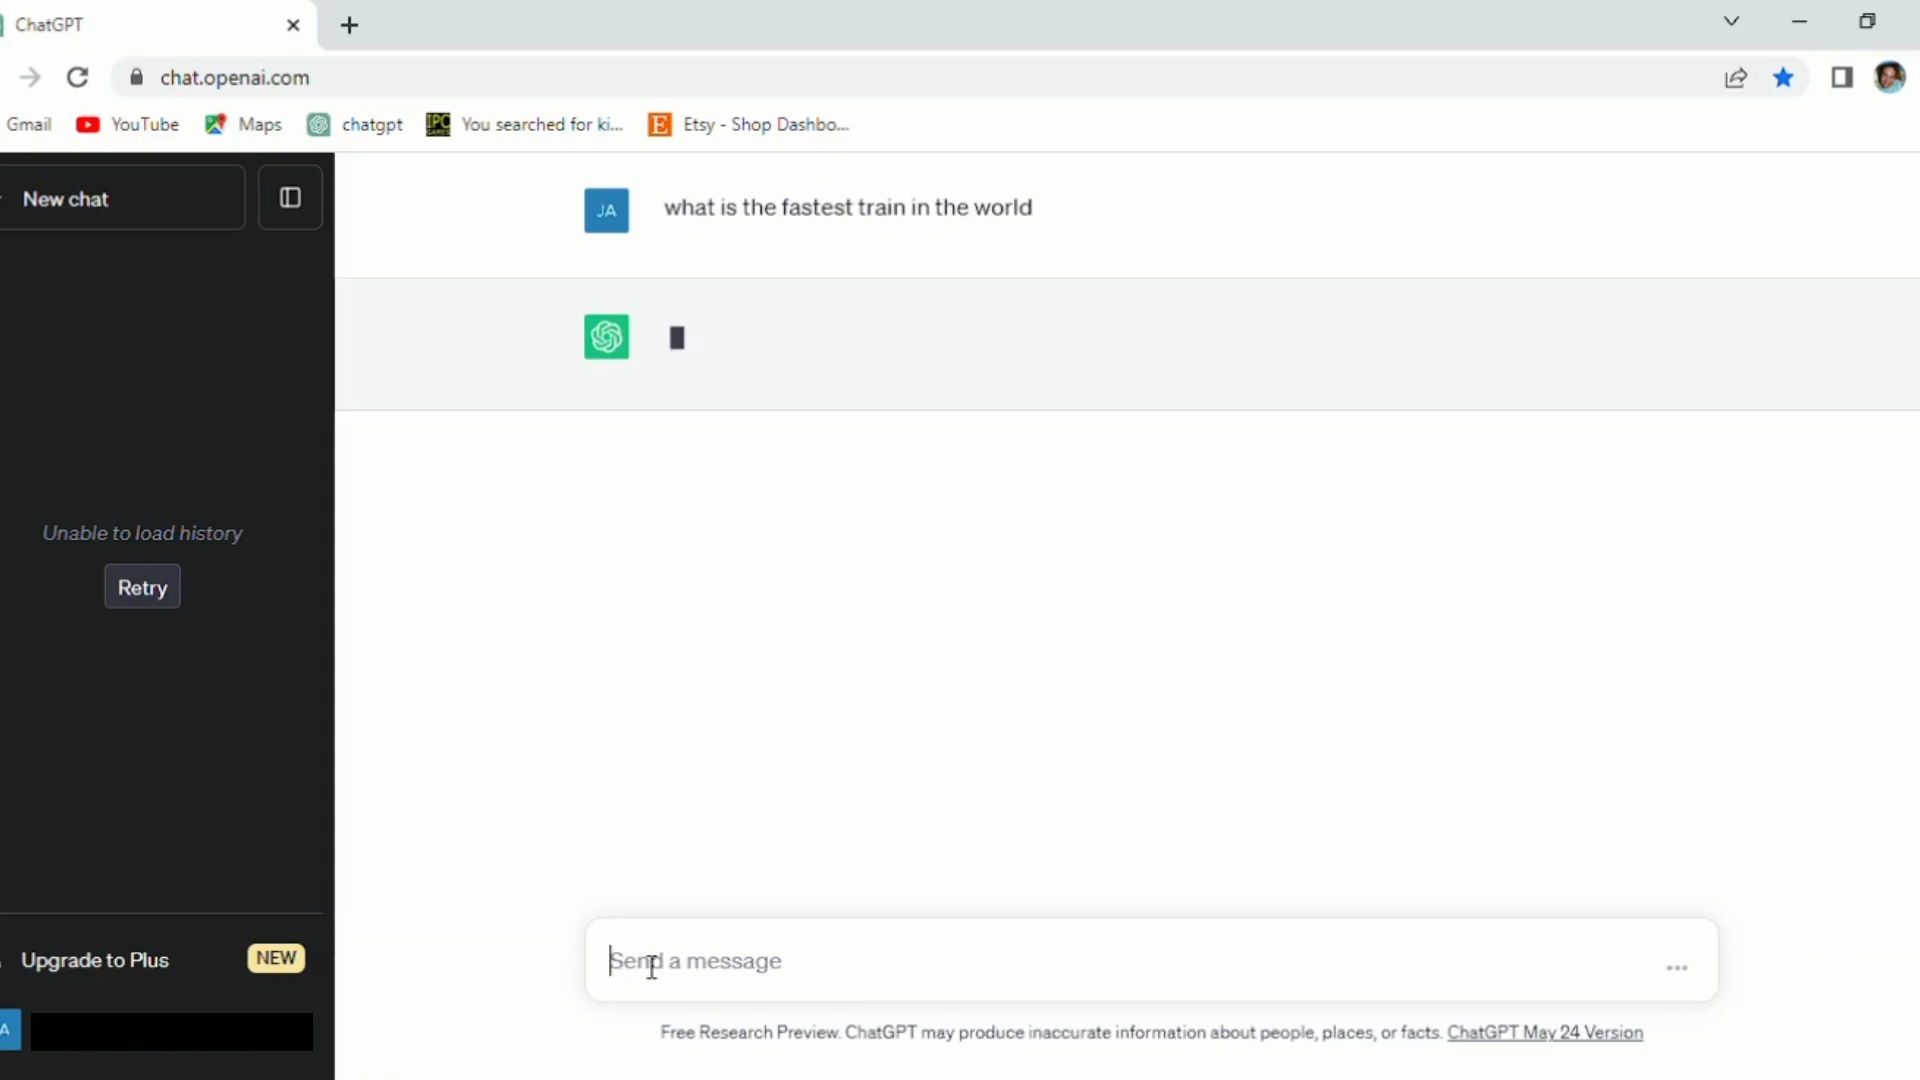 ChatGPT
chat.openai.com
Gmail YouTube Maps chatgpt IPC GAMES You searched for ki... E Etsy - Shop Dashbo...
New chat
JA what is the fastest train in the world
Unable to load history
Retry
Upgrade to Plus NEW
A
Send a message
Free Research Preview. ChatGPT may produce inaccurate information about people, places, or facts. ChatGPT May 24 Version